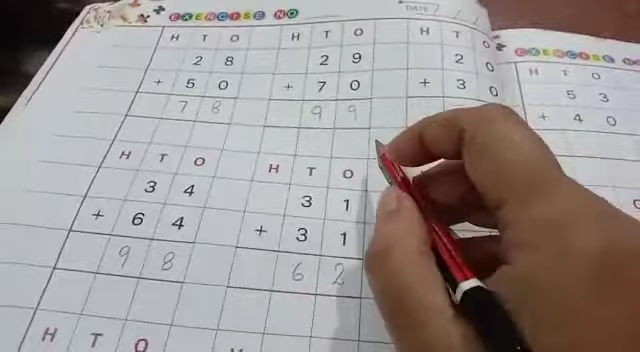 EXERCISE NO
DATE
H T O H T O H T O
2 8 2 9 2 0
+ 5 0 + 7 0 + 3 0
7 8 9 9
EXERCISE N
H T O
5 3
+ 4 0
H T O H T O
3 4 3 1
+ 6 4 + 3 1
9 8 6 2
H T O